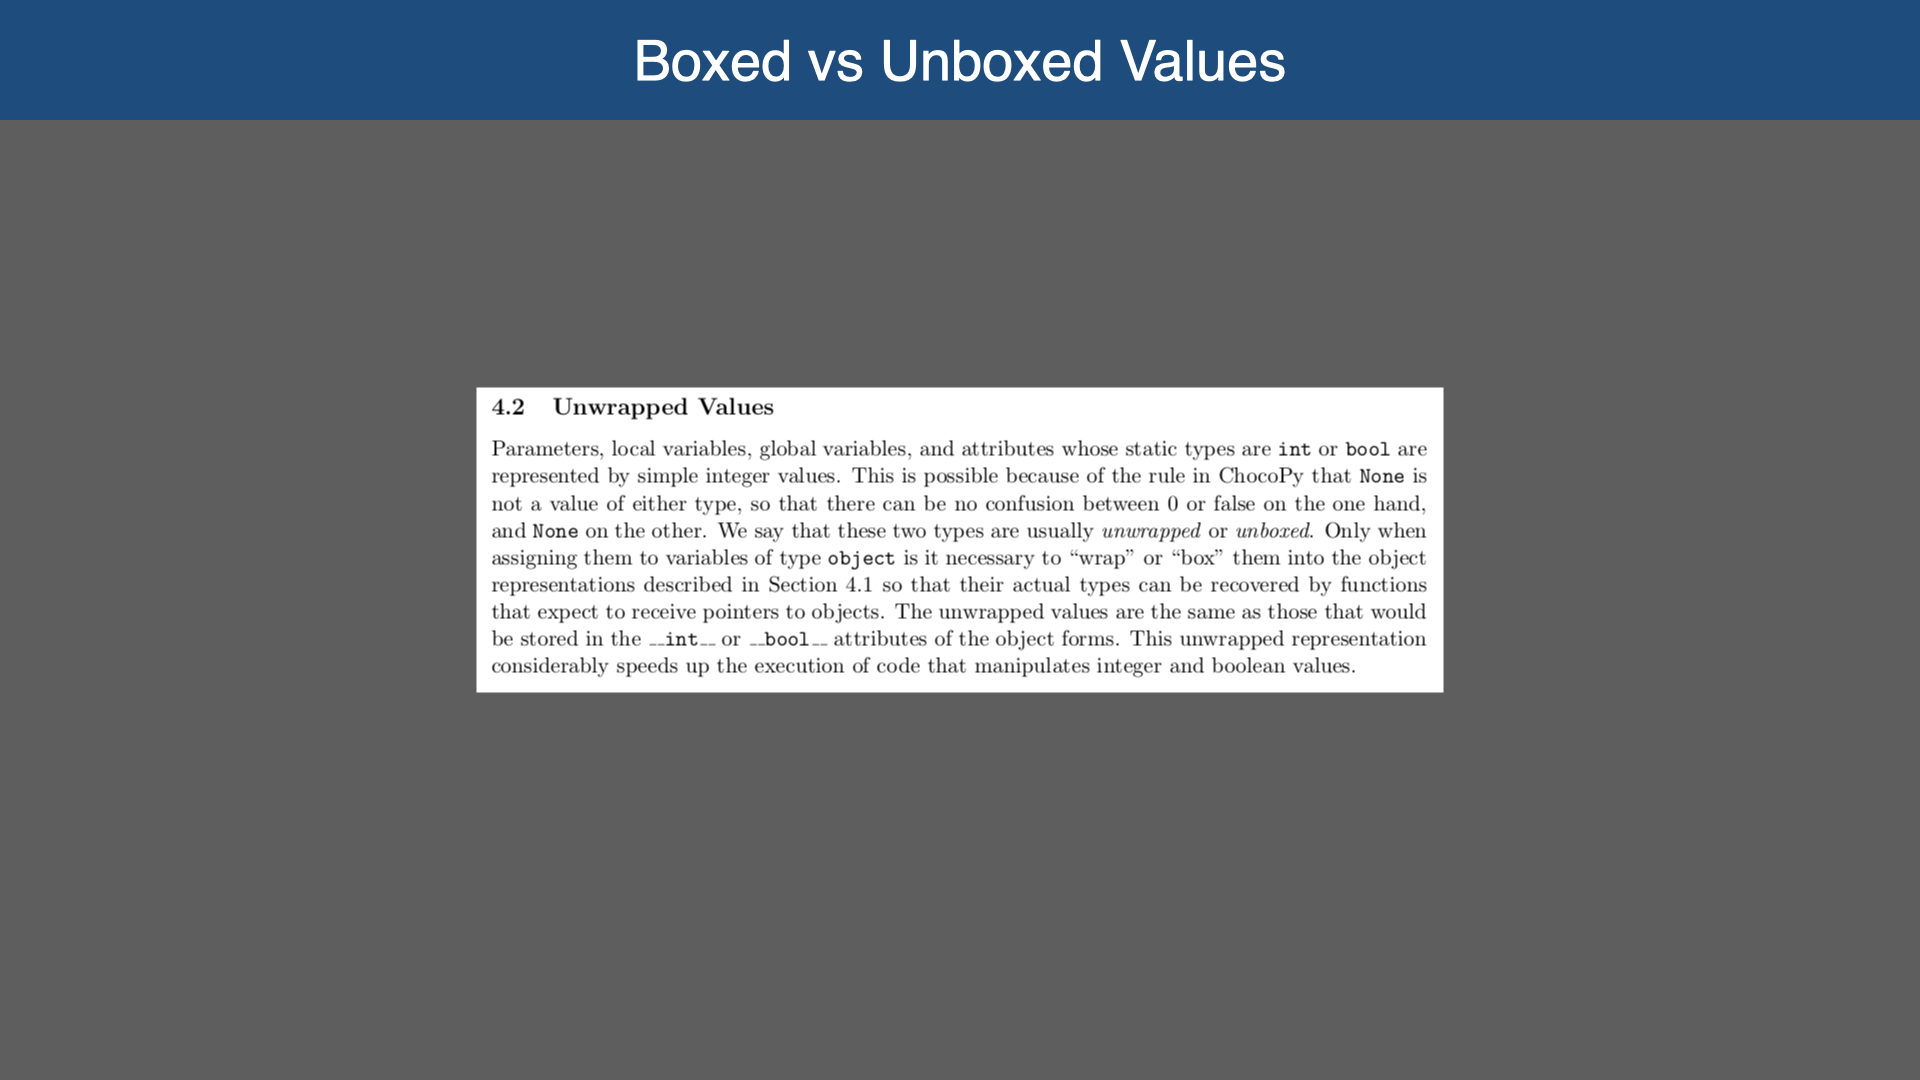 Boxed vs Unboxed Values
4.2 Unwrapped Values
Parameters, local variables, global variables, and attributes whose static types are int or bool are
represented by simple integer values. This is possible because of the rule in ChocoPy that None is
not a value of either type, so that there can be no confusion between 0 or false on the one hand,
and None on the other. We say that these two types are usually unwrapped or unboxed. Only when
assigning them to variables of type object is it necessary to “wrap” or “box” them into the object
representations described in Section 4.1 so that their actual types can be recovered by functions
that expect to receive pointers to objects. The unwrapped values are the same as those that would
be stored in the __int__ or __bool__ attributes of the object forms. This unwrapped representation
considerably speeds up the execution of code that manipulates integer and boolean values.